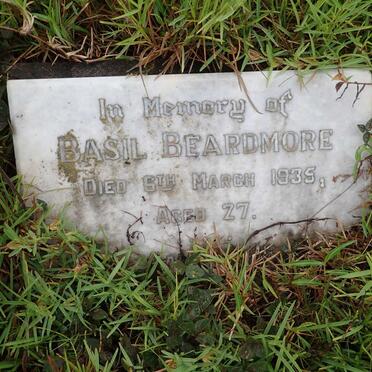 In Memory of
BASIL BEARDMORE
DIED 6TH MARCH 1935,
AGED 27.